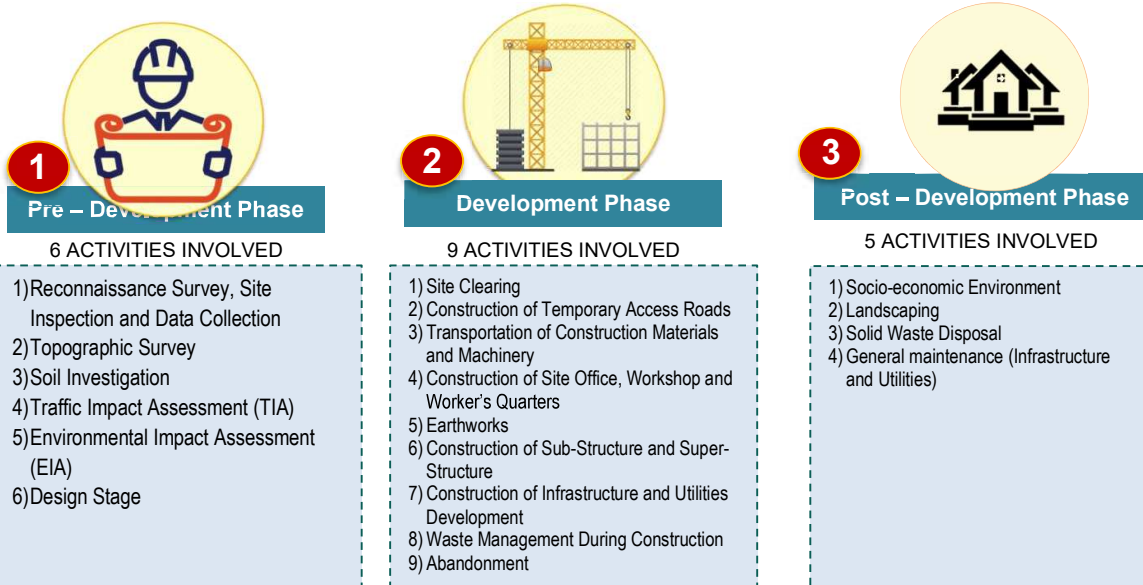 1
Pre – Development Phase
6 ACTIVITIES INVOLVED
1)Reconnaissance Survey, Site
Inspection and Data Collection
2)Topographic Survey
3)Soil Investigation
4)Traffic Impact Assessment (TIA)
5)Environmental Impact Assessment
(EIA)
6)Design Stage
2
Development Phase
9 ACTIVITIES INVOLVED
1) Site Clearing
2) Construction of Temporary Access Roads
3) Transportation of Construction Materials
and Machinery
4) Construction of Site Office, Workshop and
Worker's Quarters
5) Earthworks
6) Construction of Sub-Structure and Super-
Structure
7) Construction of Infrastructure and Utilities
Development
8) Waste Management During Construction
9) Abandonment
3
Post – Development Phase
5 ACTIVITIES INVOLVED
1) Socio-economic Environment
2) Landscaping
3) Solid Waste Disposal
4) General maintenance (Infrastructure
and Utilities)